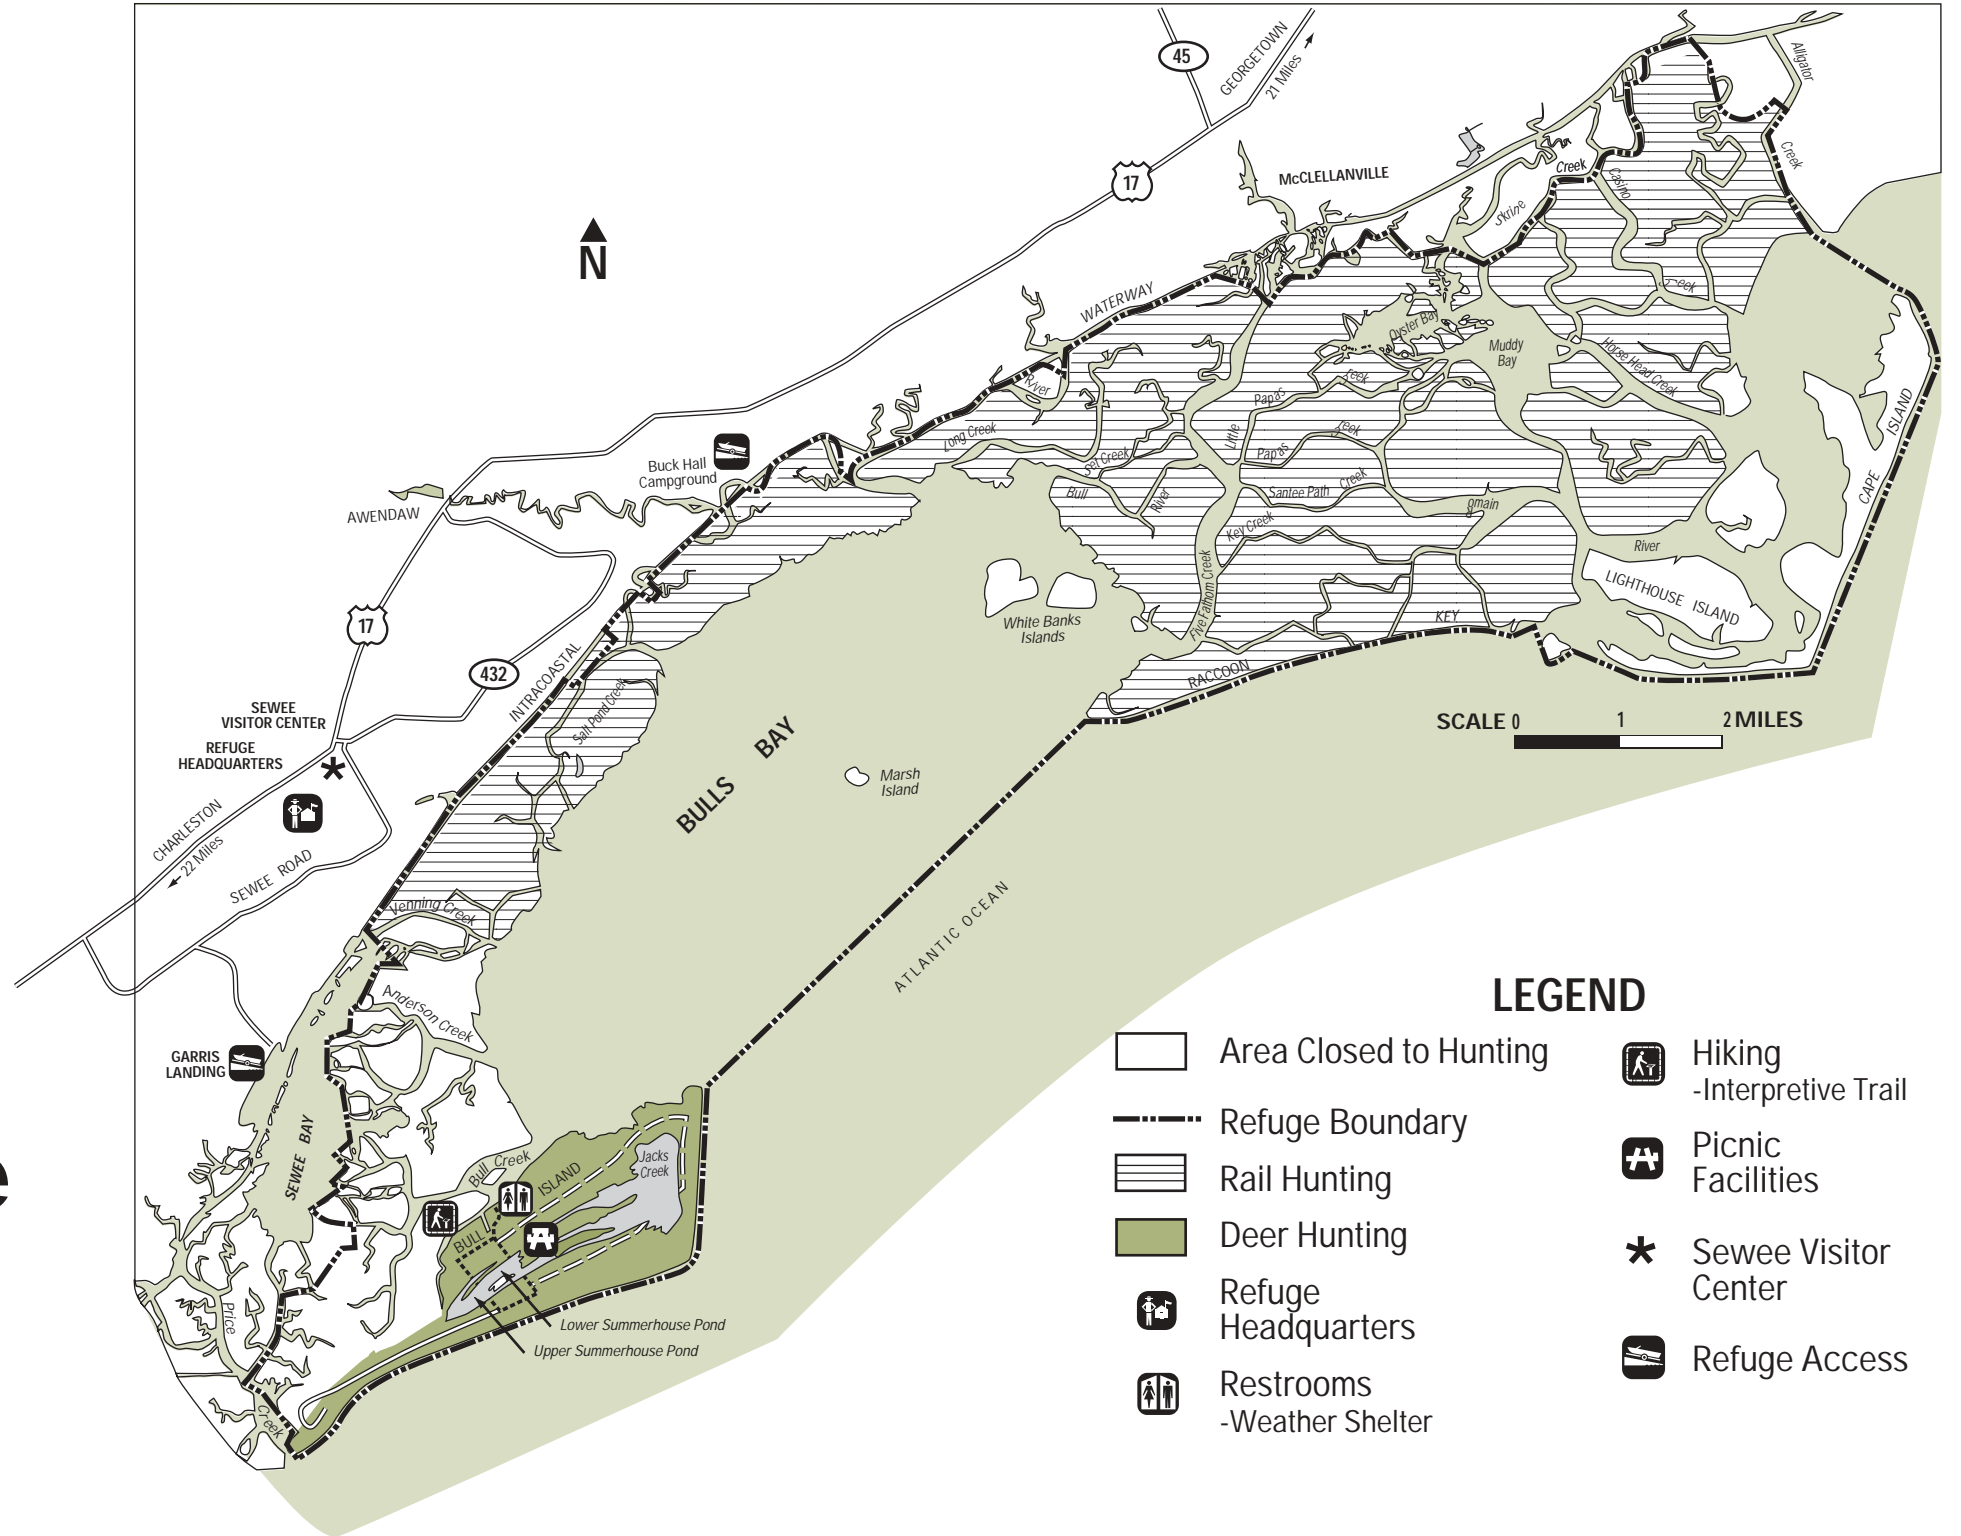 45
GEORGETOWN
21 Miles
Alligator
Creek
17
McCLELLANVILLE
Creek
Casino
Skrine
N
WATERWAY
Oyster Bay
Muddy
Bay
Horse Head Creek
River
Papas
reek
Little
Long Creek
Set Creek
Papas
reek
Bull
River
Santee Path Creek
Key Creek
omain
River
ISLAND
CAPE
Buck Hall
Campground
AWENDAW
17
432
INTRACOASTAL
White Banks
Islands
Five Fathom Creek
LIGHTHOUSE ISLAND
KEY
RACCOON
SCALE 0 1 2 MILES
SEWEE
VISITOR CENTER
REFUGE
HEADQUARTERS
Salt Pond Creek
BULLS BAY
Marsh
Island
CHARLESTON
22 Miles
SEWEE ROAD
Venning Creek
ATLANTIC OCEAN
Anderson Creek
GARRIS
LANDING
SEWEE BAY
Bull Creek
BULL ISLAND
Jacks
Creek
Price
Creek
Lower Summerhouse Pond
Upper Summerhouse Pond
LEGEND
Area Closed to Hunting
Refuge Boundary
Rail Hunting
Deer Hunting
Refuge
Headquarters
Restrooms
-Weather Shelter
Hiking
-Interpretive Trail
Picnic
Facilities
Sewee Visitor
Center
Refuge Access